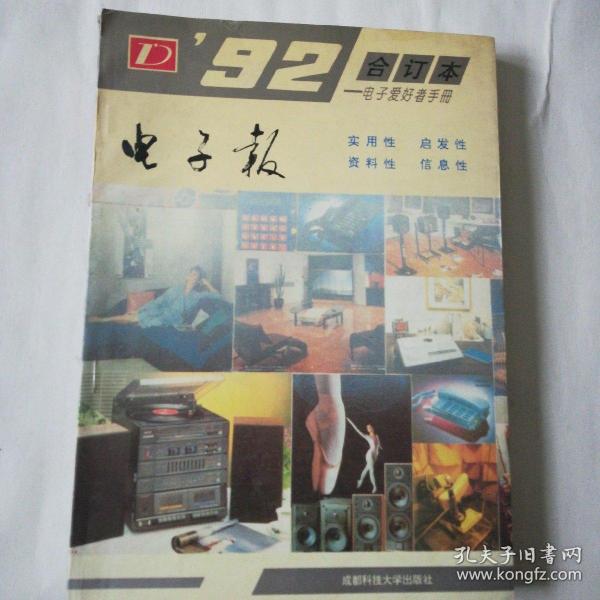 '92 合订本
—电子爱好者手册
电子报
实用性 启发性
资料性 信息性
成都科技大学出版社
孔夫子旧书网
www.kongfz.com